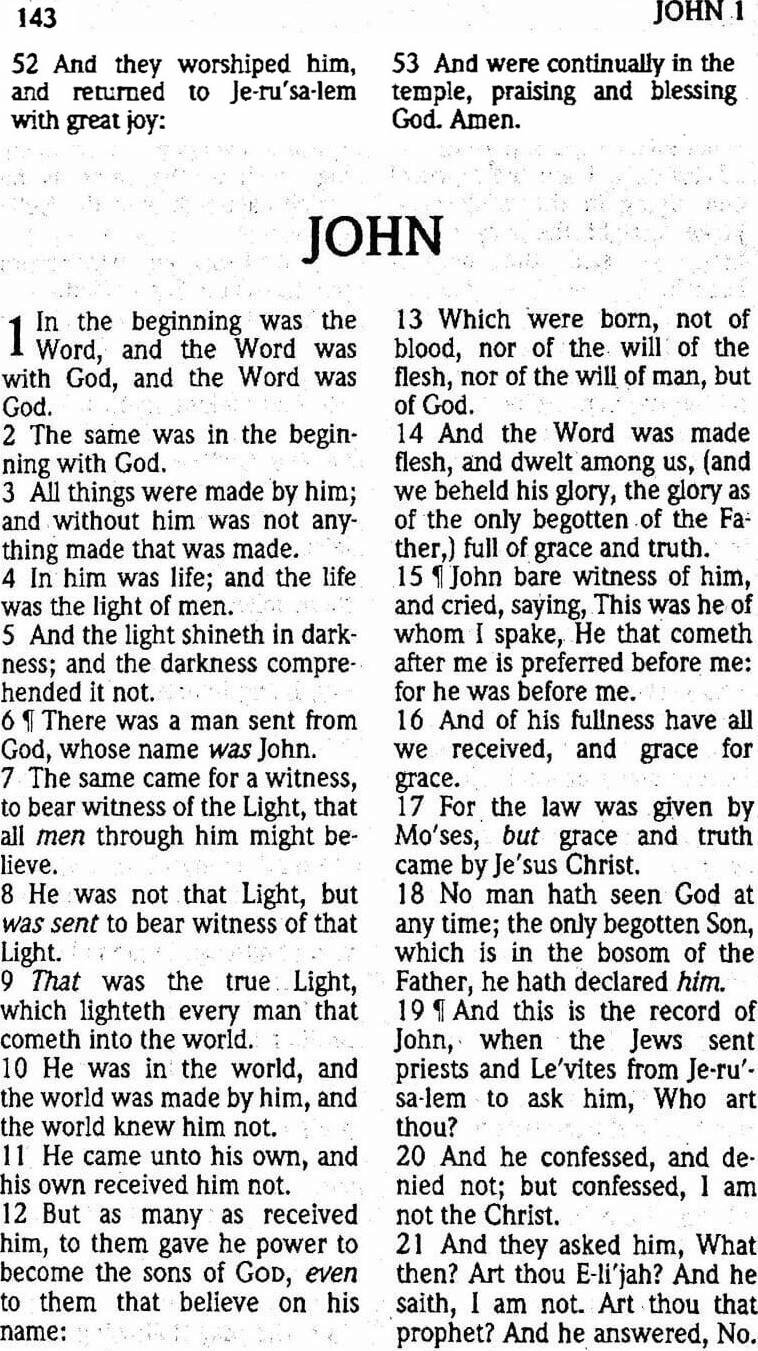 143
JOHN 1
52 And they worshiped him,
and returned to Je-ru'sa-lem
with great joy:
53 And were continually in the
temple, praising and blessing
God. Amen.
JOHN
1 In the beginning was the
Word, and the Word was
with God, and the Word was
God.
2 The same was in the begin-
ning with God.
3 All things were made by him;
and without him was not any-
thing made that was made.
4 In him was life; and the life
was the light of men.
5 And the light shineth in dark-
ness; and the darkness compre-
hended it not.
6 ¶ There was a man sent from
God, whose name was John.
7 The same came for a witness,
to bear witness of the Light, that
all men through him might be-
lieve.
8 He was not that Light, but
was sent to bear witness of that
Light.
9 That was the true Light,
which lighteth every man that
cometh into the world.
10 He was in the world, and
the world was made by him, and
the world knew him not.
11 He came unto his own, and
his own received him not.
12 But as many as received
him, to them gave he power to
become the sons of GOD, even
to them that believe on his
name:
13 Which were born, not of
blood, nor of the will of the
flesh, nor of the will of man, but
of God.
14 And the Word was made
flesh, and dwelt among us, (and
we beheld his glory, the glory as
of the only begotten of the Fa-
ther,) full of grace and truth.
15 ¶ John bare witness of him,
and cried, saying, This was he of
whom I spake, He that cometh
after me is preferred before me:
for he was before me.
16 And of his fullness have all
we received, and grace for
grace.
17 For the law was given by
Mo'ses, but grace and truth
came by Je'sus Christ.
18 No man hath seen God at
any time; the only begotten Son,
which is in the bosom of the
Father, he hath declared him.
19 ¶ And this is the record of
John, when the Jews sent
priests and Le'vites from Je-ru'-
sa-lem to ask him, Who art
thou?
20 And he confessed, and de-
nied not; but confessed, I am
not the Christ.
21 And they asked him, What
then? Art thou E-li'jah? And he
saith, I am not. Art thou that
prophet? And he answered, No.